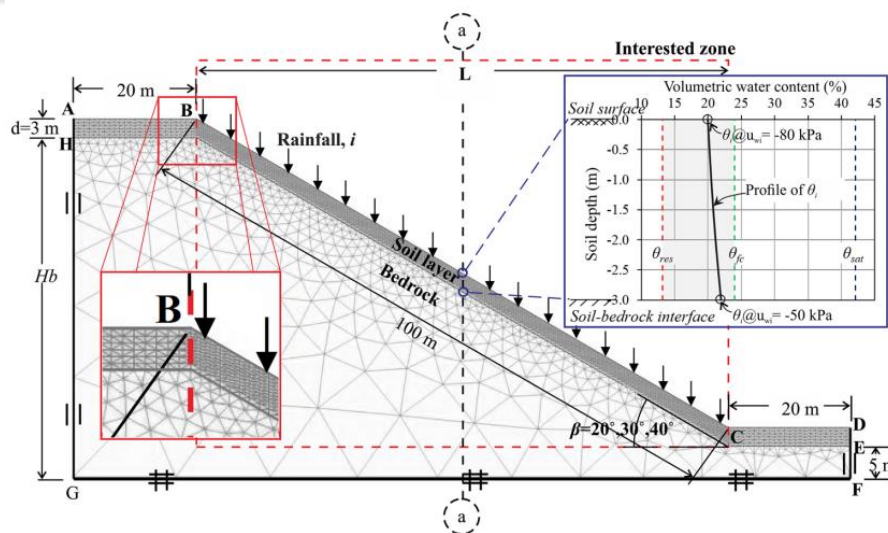 a
Interested zone
L
20 m
A
B
d=3 m
H
Rainfall, i
Volumetric water content (%)
10 15 20 25 30 35 40 45
Soil surface
0.0
θi@uwi= -80 kPa
-0.5
-1.0
Profile of θi
-1.5
Soil depth (m)
-2.0
θres
θfc
θsat
-2.5
-3.0
Soil-bedrock interface
θi@uwi= -50 kPa
Soil layer
Bedrock
Hb
B
100 m
20 m
β=20°,30°,40°
C
D
E
5 m
G
F
a